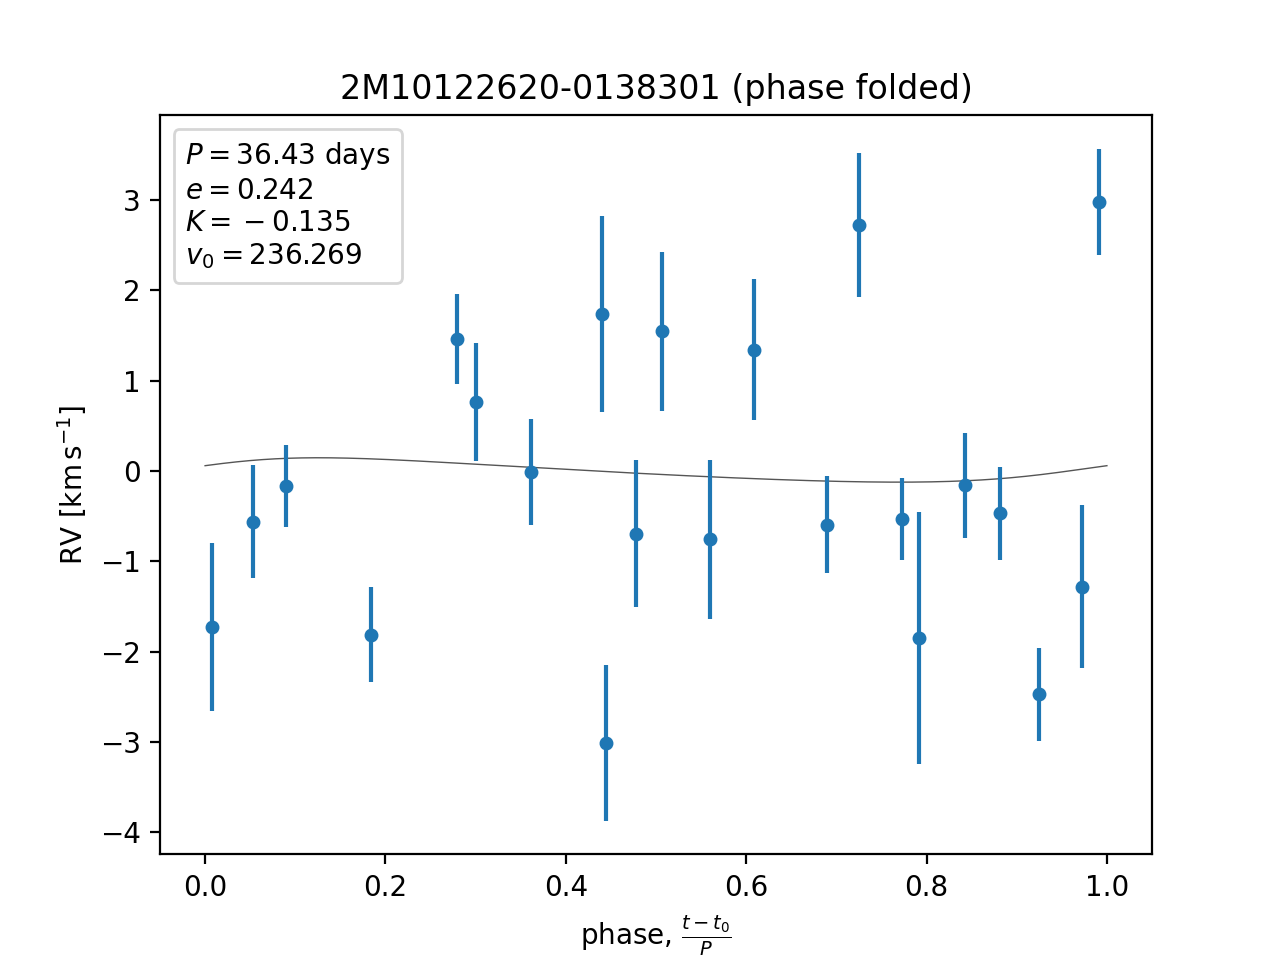 2M10122620-0138301 (phase folded)
P = 36.43 days
e = 0.242
K = −0.135
v₀ = 236.269
3
2
1
0
−1
−2
−3
−4
RV [km s⁻¹]
0.0 0.2 0.4 0.6 0.8 1.0
phase, (t − t₀)/P